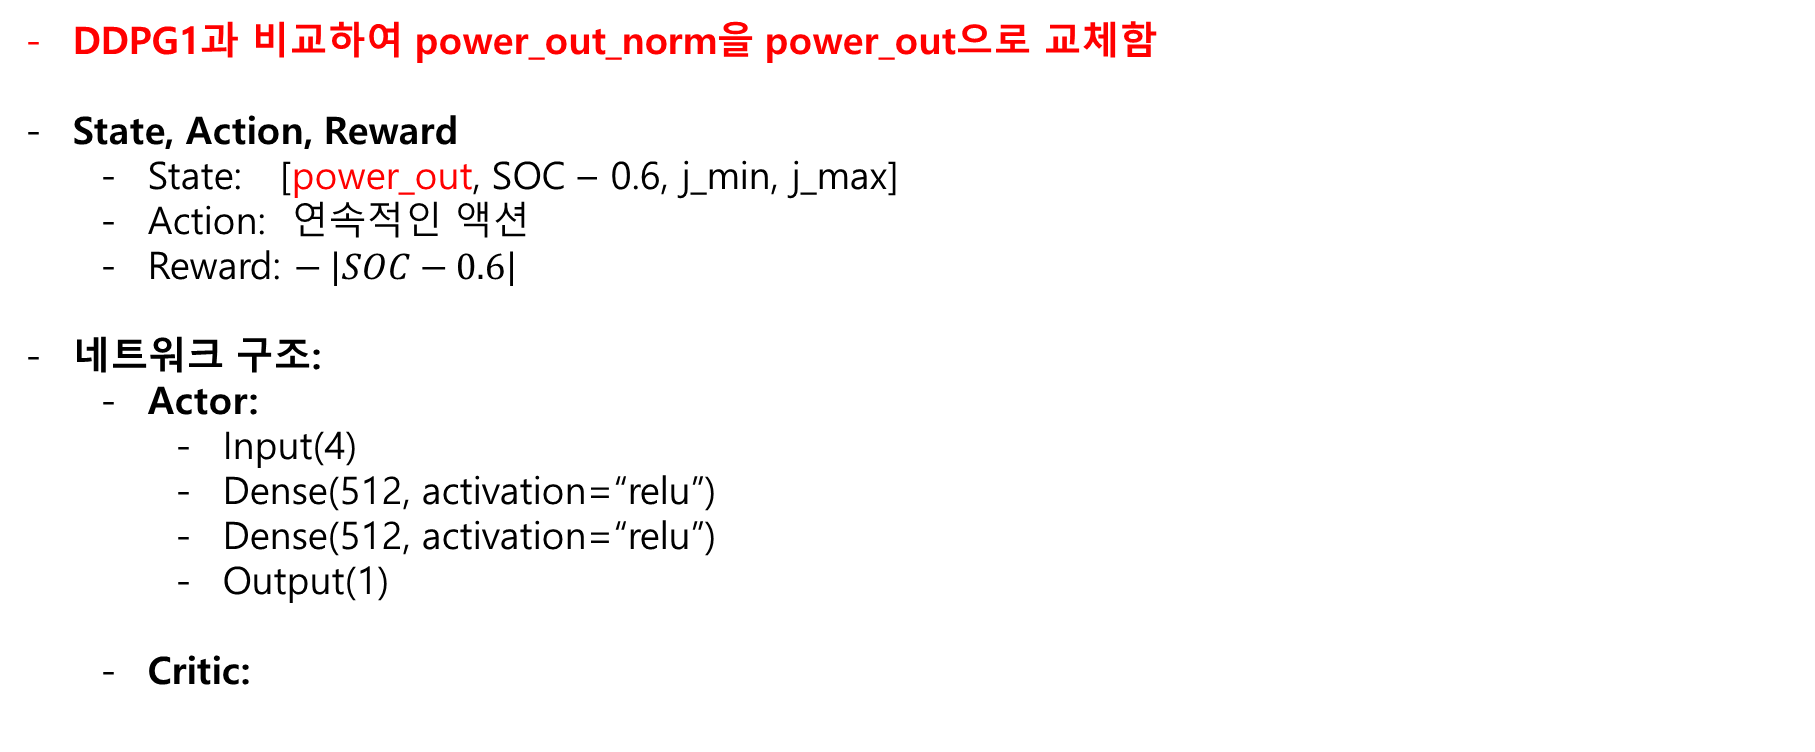 - DDPG1과 비교하여 power_out_norm을 power_out으로 교체함
- State, Action, Reward
- State: [power_out, SOC – 0.6, j_min, j_max]
- Action: 연속적인 액션
- Reward: −|𝑆𝑂𝐶 − 0.6|
- 네트워크 구조:
- Actor:
- Input(4)
- Dense(512, activation=“relu”)
- Dense(512, activation=“relu”)
- Output(1)
- Critic: